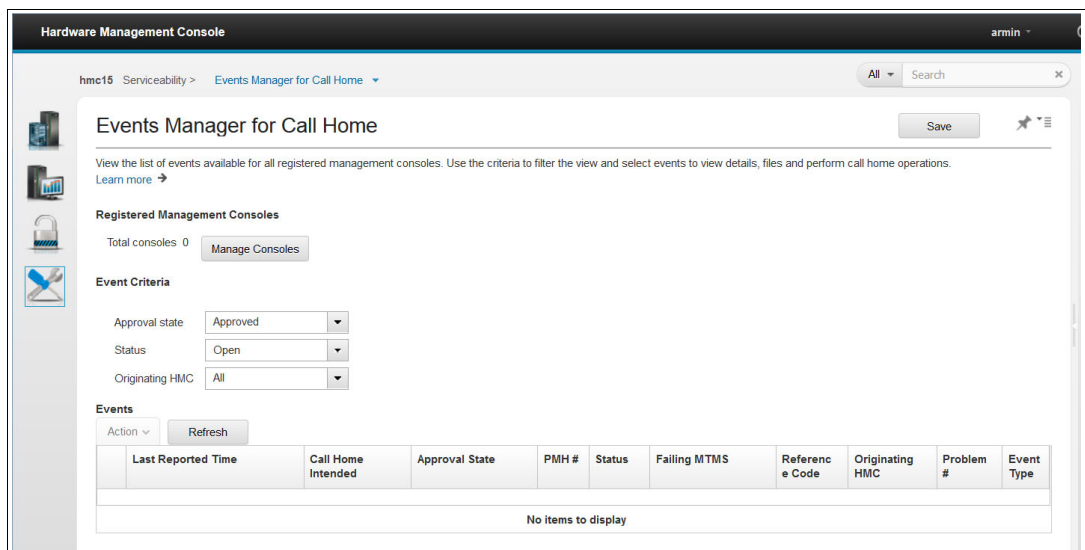 Hardware Management Console
armin
hmc15 Serviceability > Events Manager for Call Home
All Search
Events Manager for Call Home
Save
View the list of events available for all registered management consoles. Use the criteria to filter the view and select events to view details, files and perform call home operations.
Learn more
Registered Management Consoles
Total consoles 0 Manage Consoles
Event Criteria
Approval state Approved
Status Open
Originating HMC All
Events
Action Refresh
Last Reported Time Call Home Intended Approval State PMH # Status Failing MTMS Referenc e Code Originating HMC Problem # Event Type
No items to display